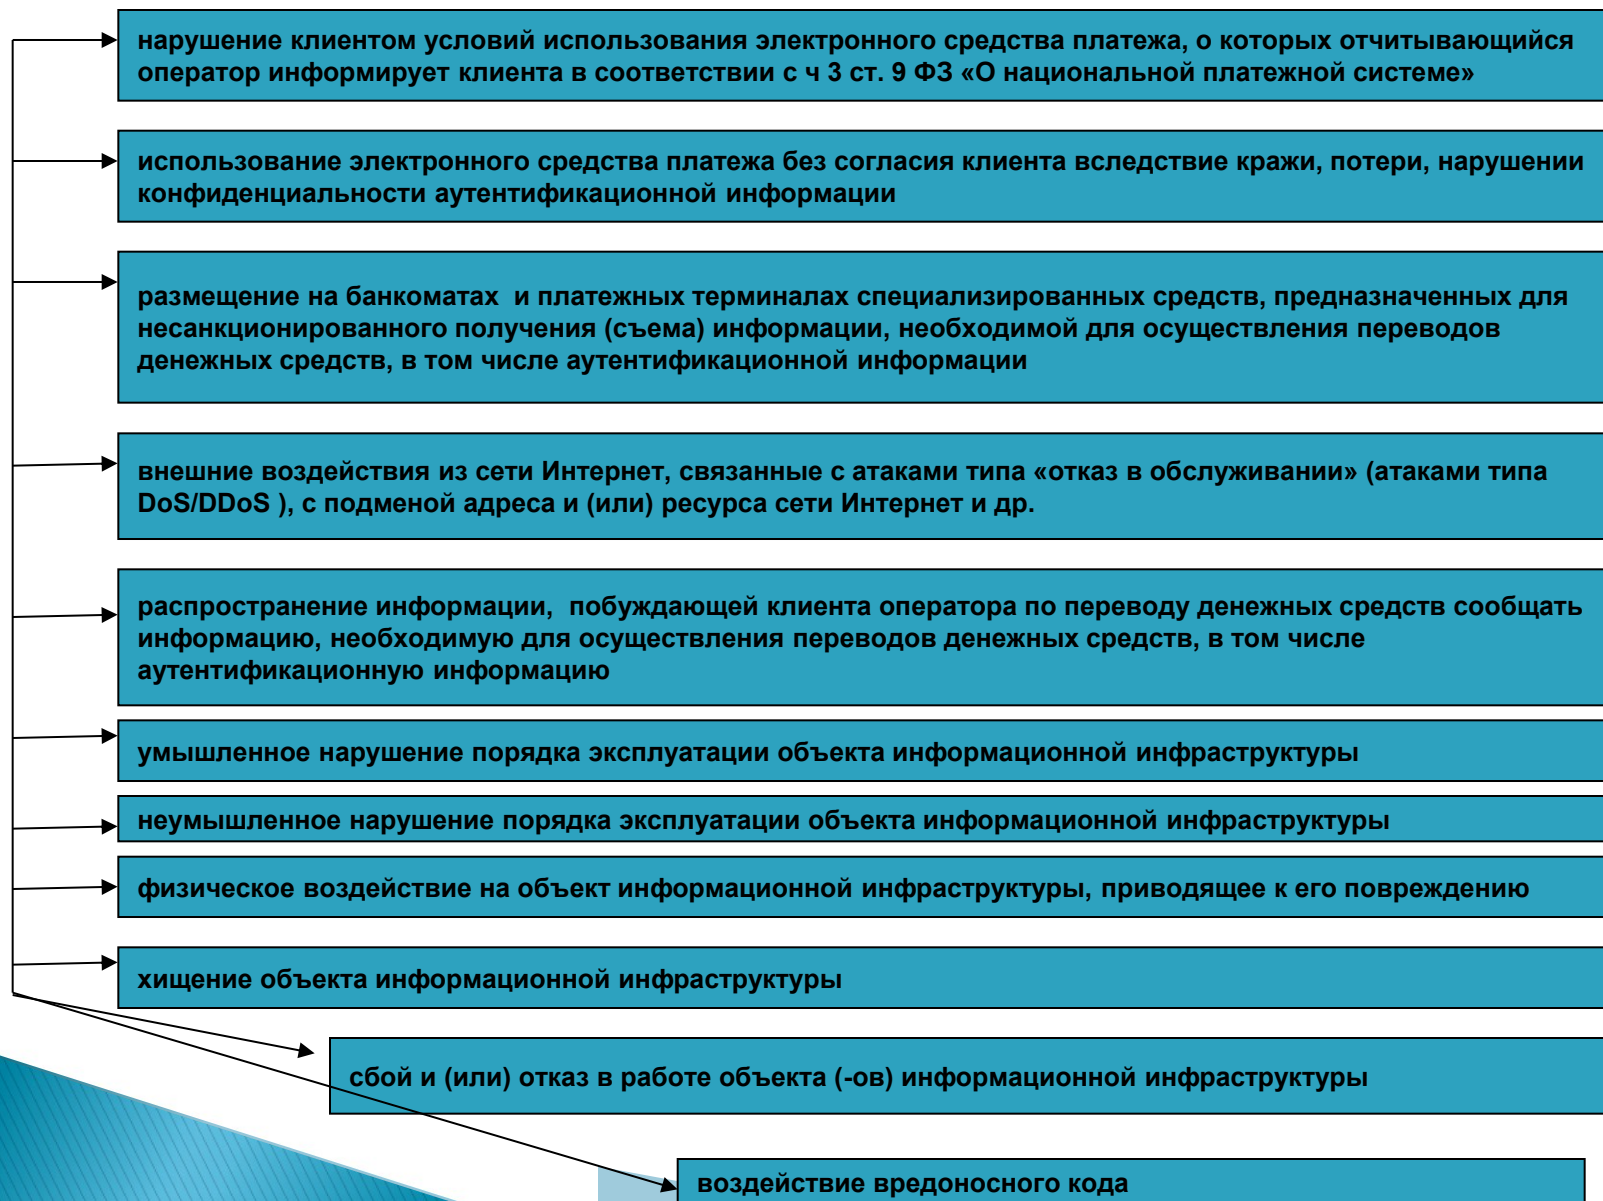 нарушение клиентом условий использования электронного средства платежа, о которых отчитывающийся
оператор информирует клиента в соответствии с ч 3 ст. 9 ФЗ «О национальной платежной системе»
использование электронного средства платежа без согласия клиента вследствие кражи, потери, нарушении
конфиденциальности аутентификационной информации
размещение на банкоматах и платежных терминалах специализированных средств, предназначенных для
несанкционированного получения (съема) информации, необходимой для осуществления переводов
денежных средств, в том числе аутентификационной информации
внешние воздействия из сети Интернет, связанные с атаками типа «отказ в обслуживании» (атаками типа
DoS/DDoS ), с подменой адреса и (или) ресурса сети Интернет и др.
распространение информации, побуждающей клиента оператора по переводу денежных средств сообщать
информацию, необходимую для осуществления переводов денежных средств, в том числе
аутентификационную информацию
умышленное нарушение порядка эксплуатации объекта информационной инфраструктуры
неумышленное нарушение порядка эксплуатации объекта информационной инфраструктуры
физическое воздействие на объект информационной инфраструктуры, приводящее к его повреждению
хищение объекта информационной инфраструктуры
сбой и (или) отказ в работе объекта (-ов) информационной инфраструктуры
воздействие вредоносного кода